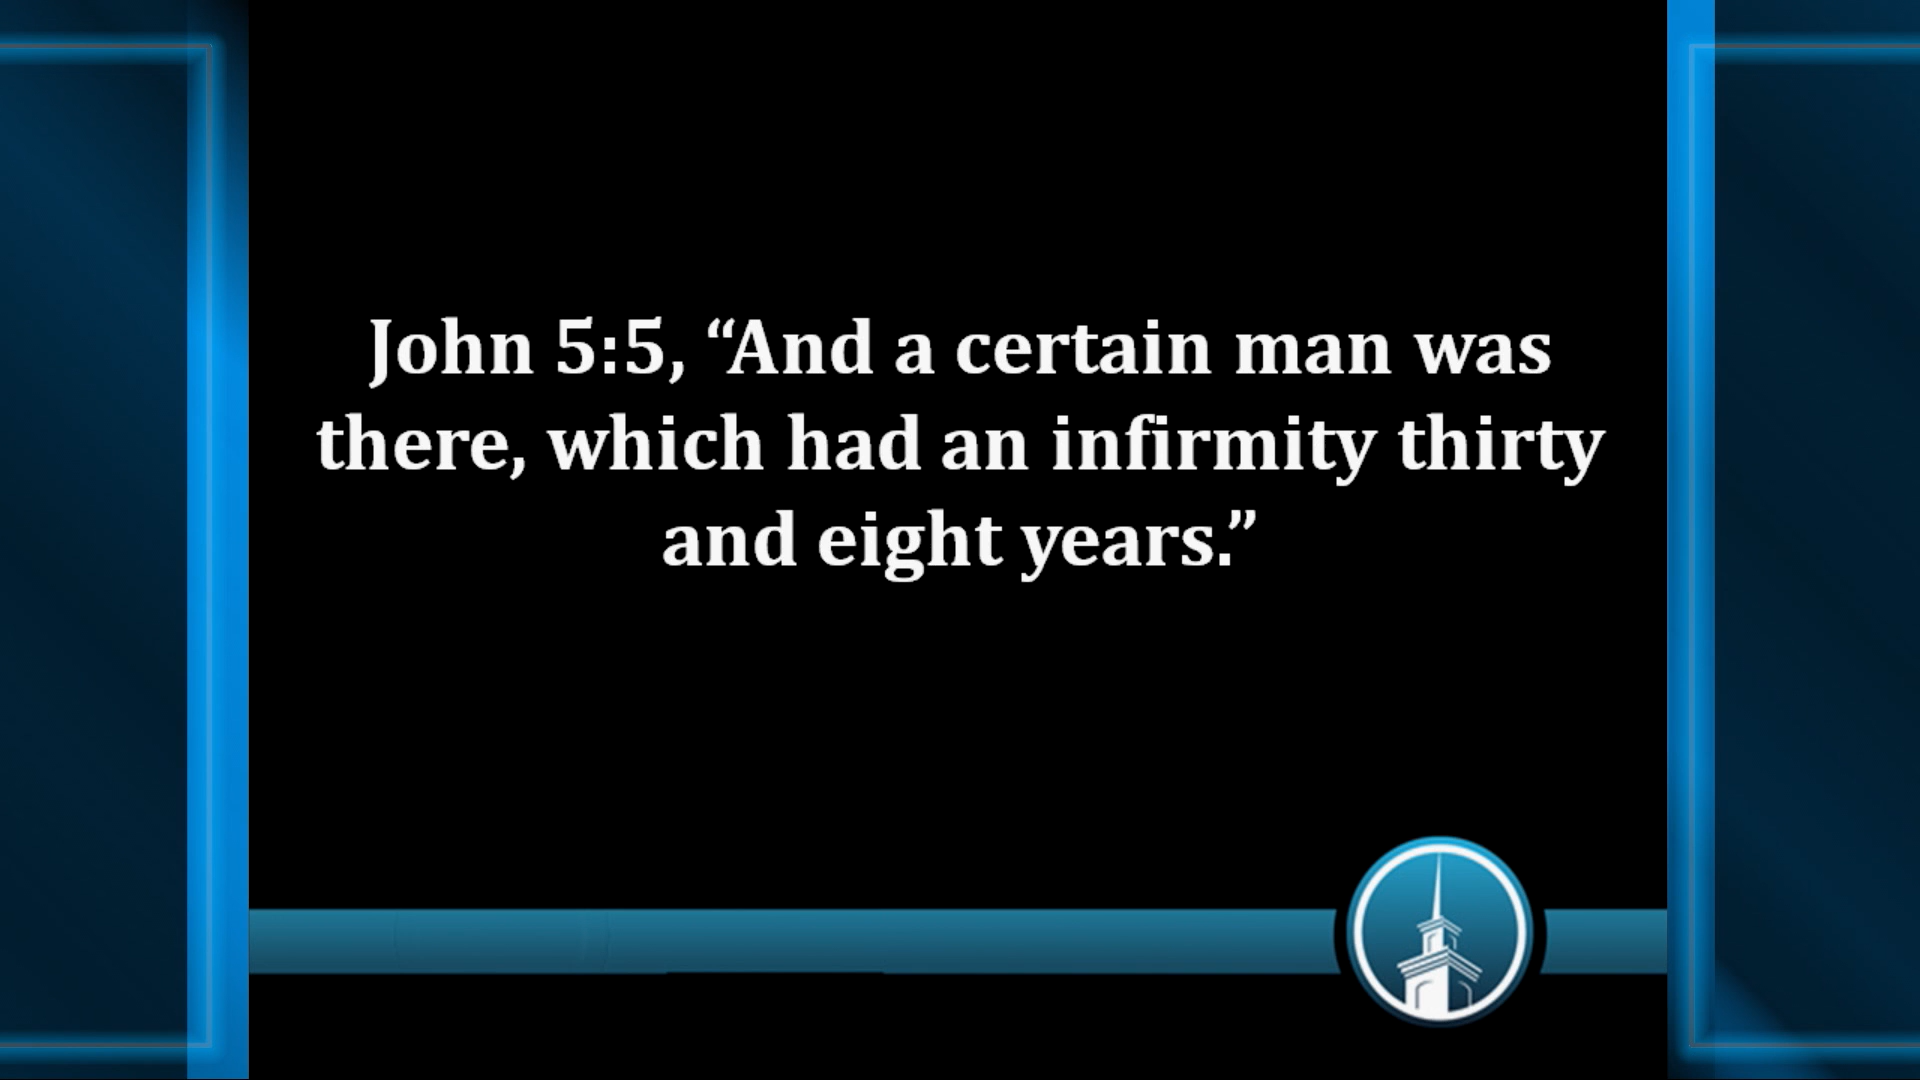 John 5:5, “And a certain man was
there, which had an infirmity thirty
and eight years.”